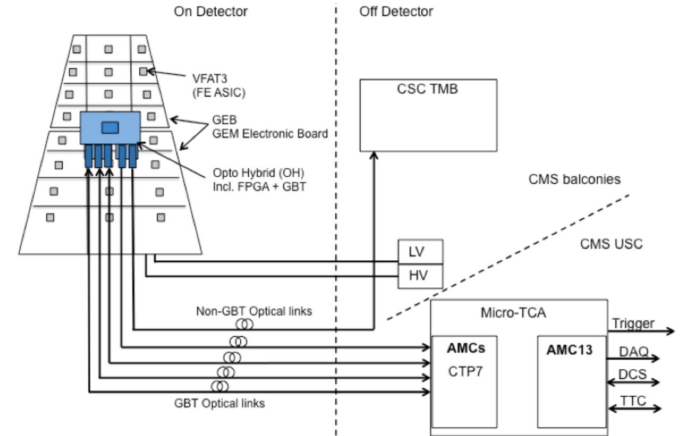 On Detector
Off Detector
VFAT3
(FE ASIC)
GEB
GEM Electronic Board
Opto Hybrid (OH)
Incl. FPGA + GBT
CSC TMB
CMS balconies
CMS USC
LV
HV
Non-GBT Optical links
GBT Optical links
Micro-TCA
AMCs
CTP7
AMC13
Trigger
DAQ
DCS
TTC